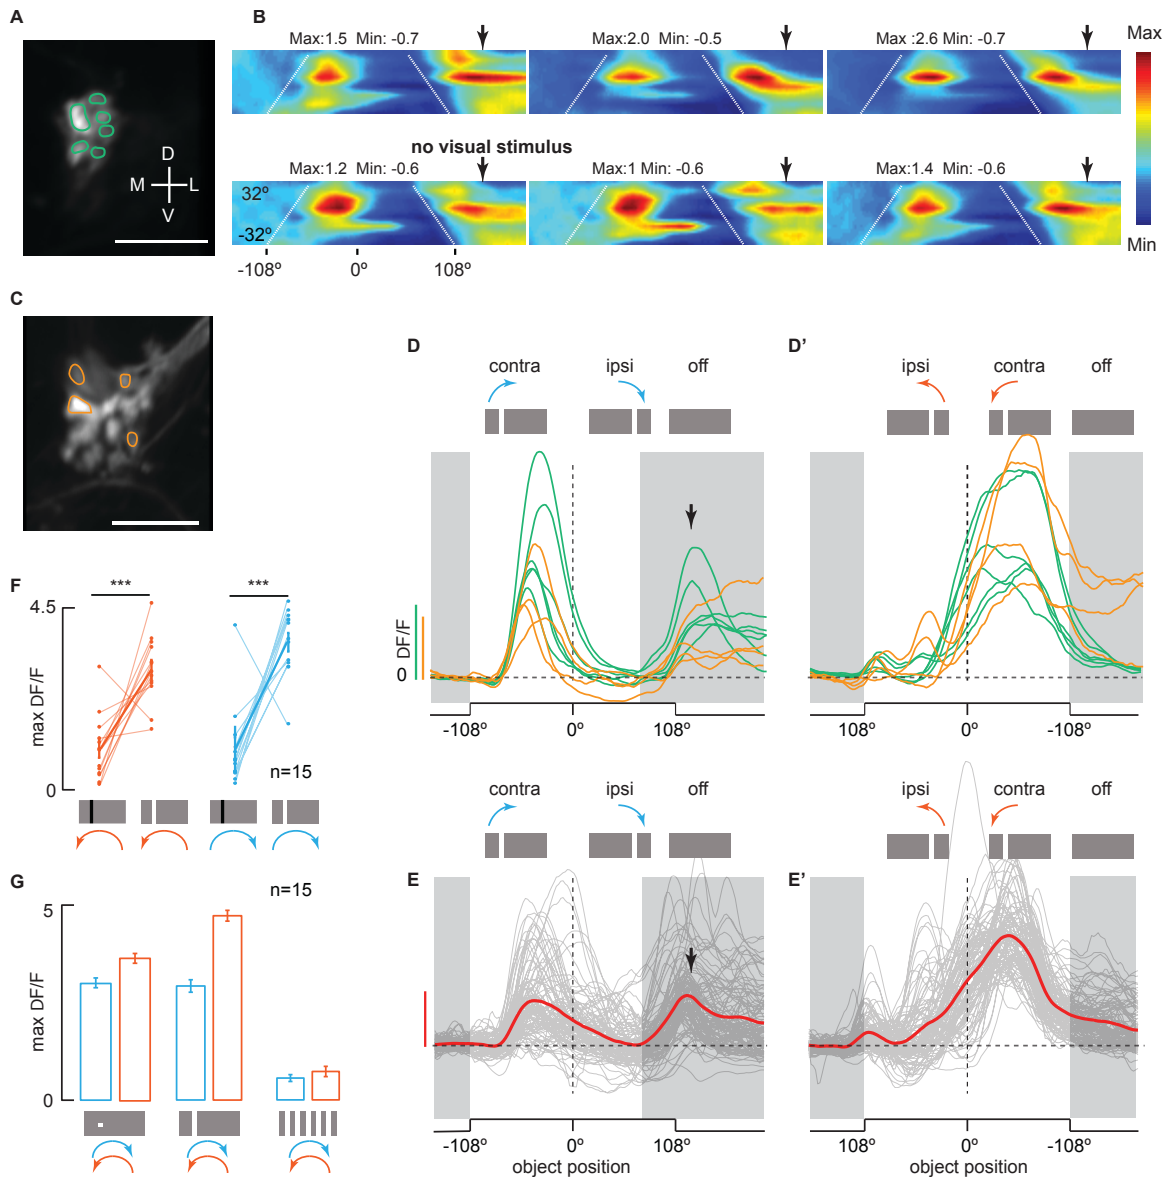 A
B
Max:1.5 Min: -0.7
Max:2.0 Min: -0.5
Max :2.6 Min: -0.7
Max
D
M L
V
no visual stimulus
Max:1.2 Min: -0.6
Max:1 Min: -0.6
Max:1.4 Min: -0.6
32º
-32º
Min
-108º 0º 108º
C
D
contra ipsi off
D'
ipsi contra off
DF/F
0
-108º 0º 108º
108º 0º -108º
F
*** ***
4.5
max DF/F
0
n=15
contra ipsi off
ipsi contra off
G
n=15
5
max DF/F
0
E
E'
-108º 0º 108º
object position
108º 0º -108º
object position